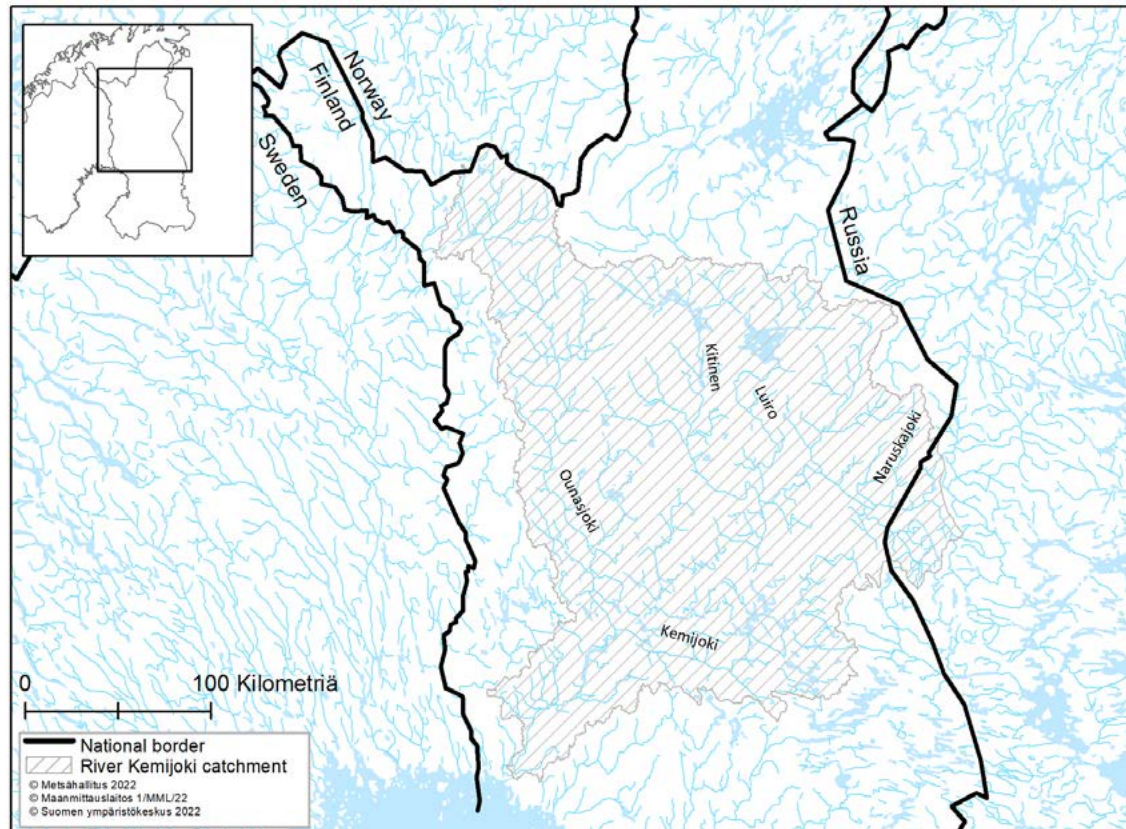 Norway
Finland
Sweden
Russia
Kitinen
Luiro
Naruskajoki
Ounasjoki
Kemijoki
0 100 Kilometriä
National border
River Kemijoki catchment
© Metsähallitus 2022
© Maanmittauslaitos 1/MML/22
© Suomen ympäristökeskus 2022